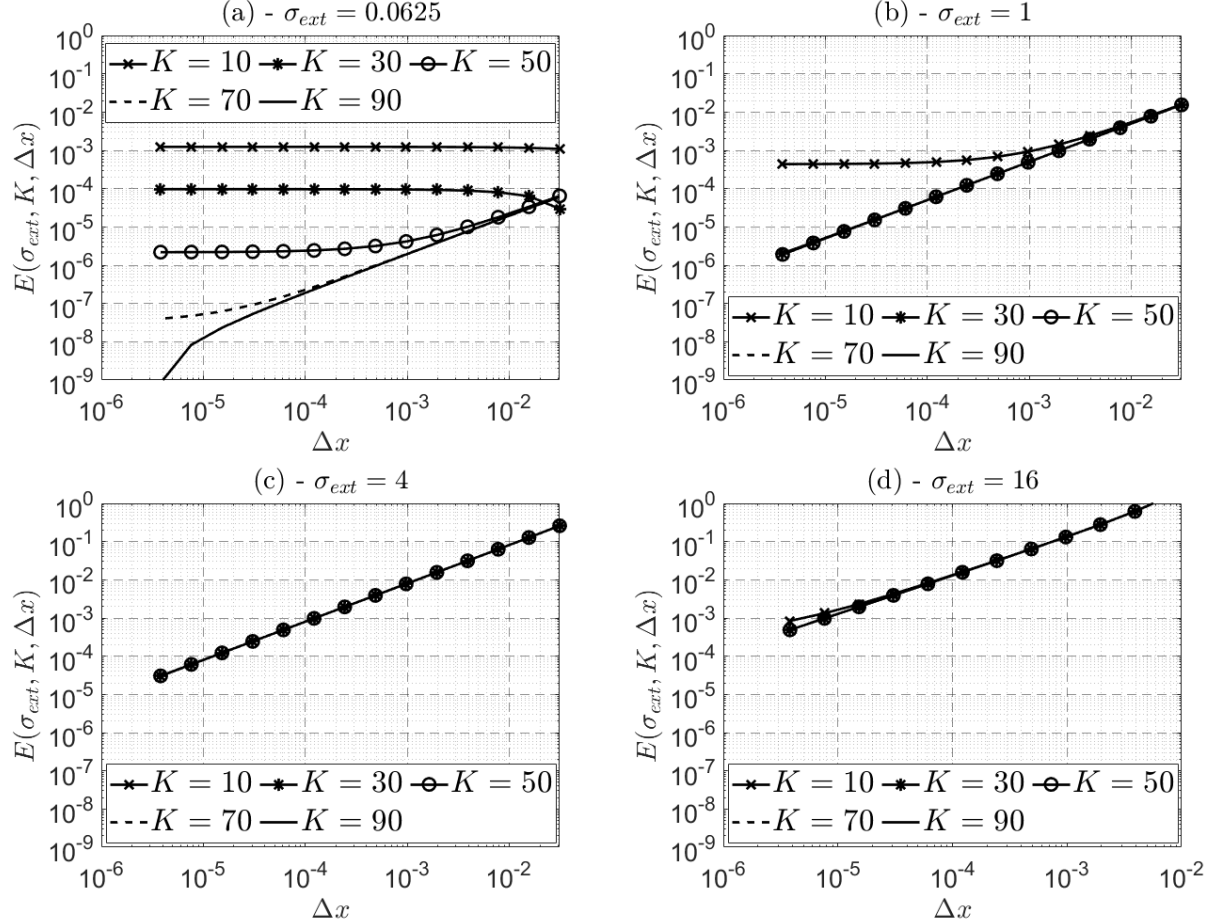 (a) - σ_ext = 0.0625
10^0
10^-1
10^-2
10^-3
10^-4
10^-5
10^-6
10^-7
10^-8
10^-9
E(σ_ext, K, Δx)
K = 10 K = 30 K = 50
K = 70 K = 90
10^-6 10^-5 10^-4 10^-3 10^-2
Δx
(b) - σ_ext = 1
10^0
10^-1
10^-2
10^-3
10^-4
10^-5
10^-6
10^-7
10^-8
10^-9
E(σ_ext, K, Δx)
K = 10 K = 30 K = 50
K = 70 K = 90
10^-6 10^-5 10^-4 10^-3 10^-2
Δx
(c) - σ_ext = 4
10^0
10^-1
10^-2
10^-3
10^-4
10^-5
10^-6
10^-7
10^-8
10^-9
E(σ_ext, K, Δx)
K = 10 K = 30 K = 50
K = 70 K = 90
10^-6 10^-5 10^-4 10^-3 10^-2
Δx
(d) - σ_ext = 16
10^0
10^-1
10^-2
10^-3
10^-4
10^-5
10^-6
10^-7
10^-8
10^-9
E(σ_ext, K, Δx)
K = 10 K = 30 K = 50
K = 70 K = 90
10^-6 10^-5 10^-4 10^-3 10^-2
Δx